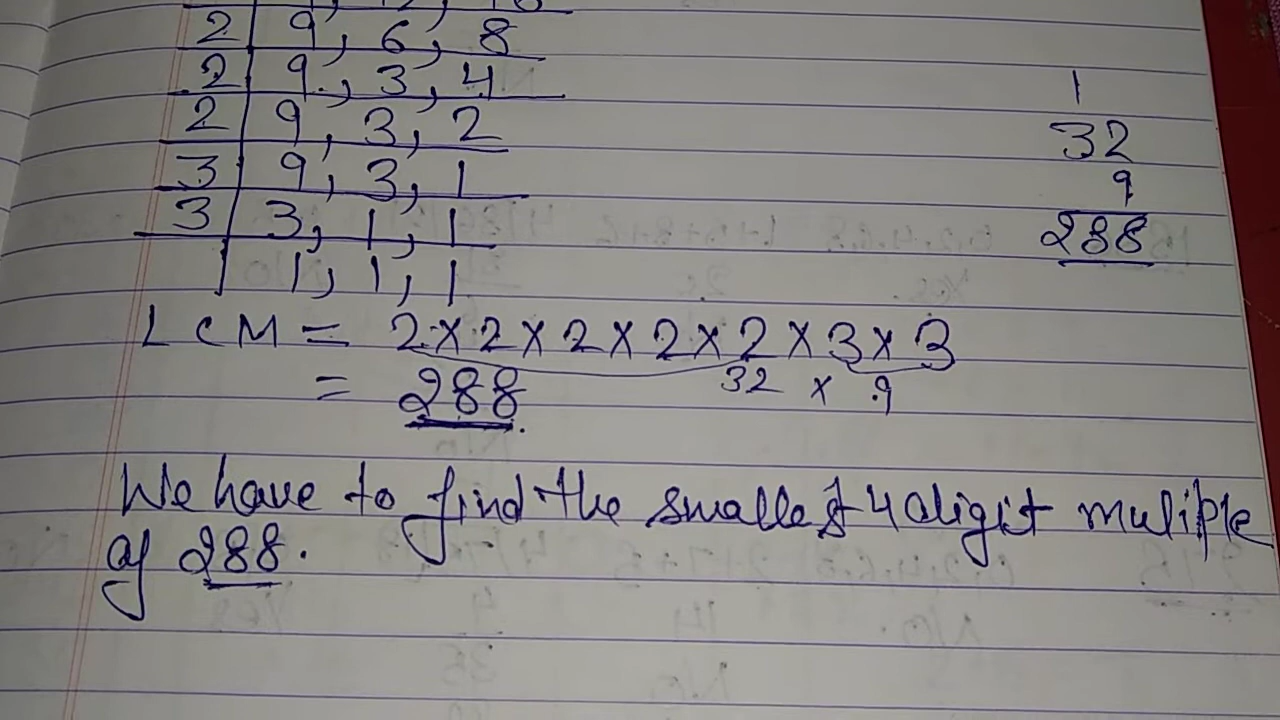 2 | 9, 6, 8
2 | 9, 3, 4
2 | 9, 3, 2
3 | 9, 3, 1
3 | 3, 1, 1
| 1, 1, 1
1
32
9
288
LCM = 2 × 2 × 2 × 2 × 2 × 3 × 3
32 × 9
= 288.
We have to find the smallest 4 digit muliple
of 288.